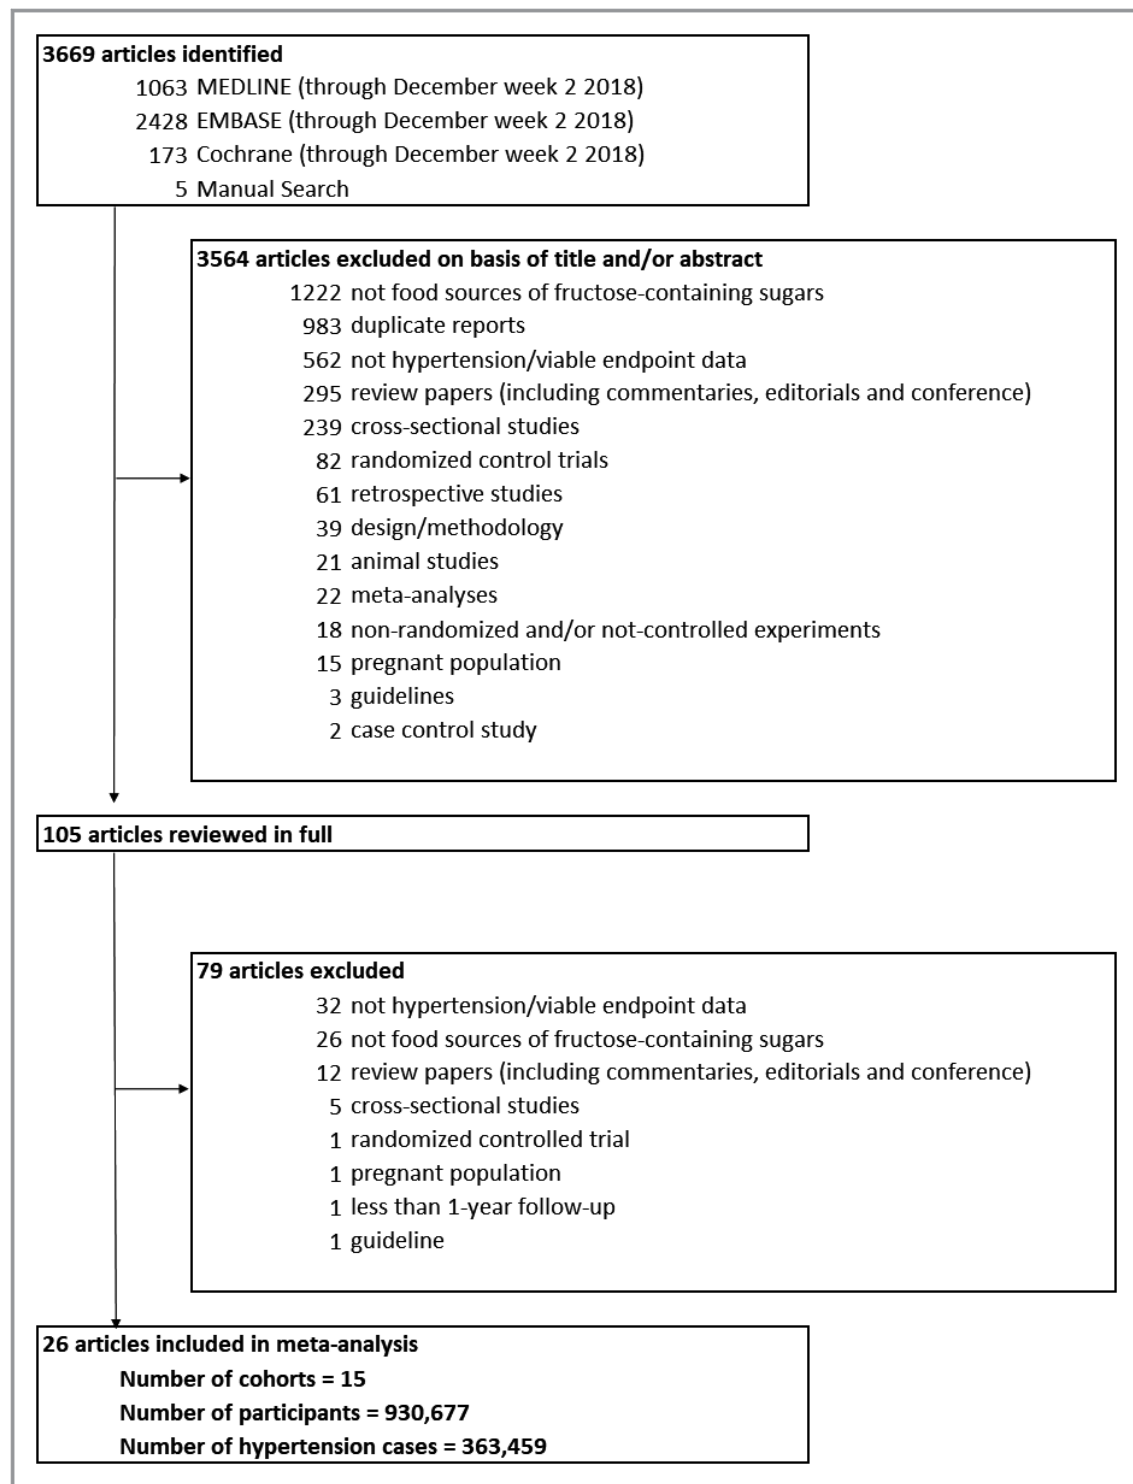 3669 articles identified
1063 MEDLINE (through December week 2 2018)
2428 EMBASE (through December week 2 2018)
173 Cochrane (through December week 2 2018)
5 Manual Search
3564 articles excluded on basis of title and/or abstract
1222 not food sources of fructose-containing sugars
983 duplicate reports
562 not hypertension/viable endpoint data
295 review papers (including commentaries, editorials and conference)
239 cross-sectional studies
82 randomized control trials
61 retrospective studies
39 design/methodology
21 animal studies
22 meta-analyses
18 non-randomized and/or not-controlled experiments
15 pregnant population
3 guidelines
2 case control study
105 articles reviewed in full
79 articles excluded
32 not hypertension/viable endpoint data
26 not food sources of fructose-containing sugars
12 review papers (including commentaries, editorials and conference)
5 cross-sectional studies
1 randomized controlled trial
1 pregnant population
1 less than 1-year follow-up
1 guideline
26 articles included in meta-analysis
Number of cohorts = 15
Number of participants = 930,677
Number of hypertension cases = 363,459